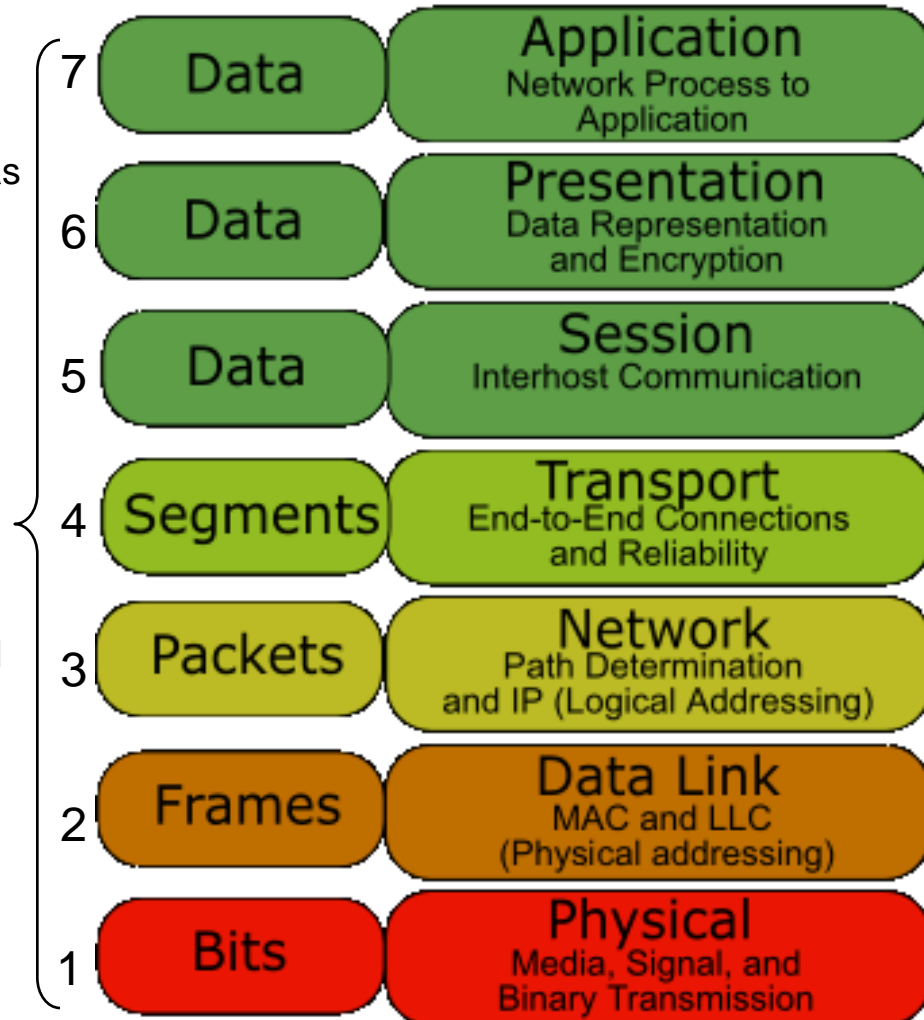 7
Data
Application
Network Process to
Application
6
Data
Presentation
Data Representation
and Encryption
5
Data
Session
Interhost Communication
4
Segments
Transport
End-to-End Connections
and Reliability
3
Packets
Network
Path Determination
and IP (Logical Addressing)
2
Frames
Data Link
MAC and LLC
(Physical addressing)
1
Bits
Physical
Media, Signal, and
Binary Transmission